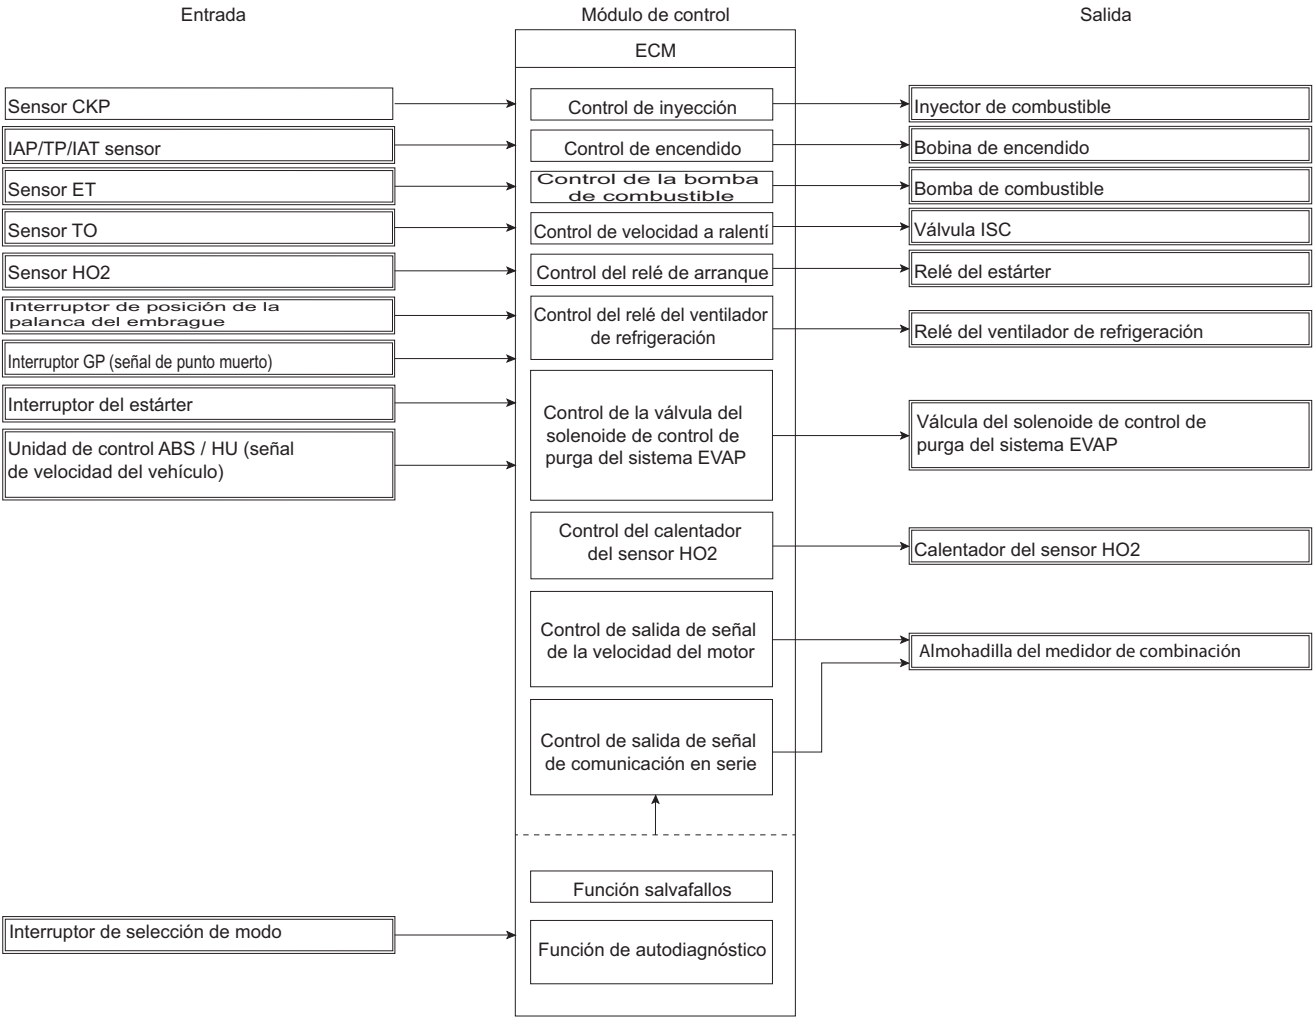 Entrada
Módulo de control
Salida
ECM
Sensor CKP
Control de inyección
Inyector de combustible
IAP/TP/IAT sensor
Control de encendido
Bobina de encendido
Sensor ET
Control de la bomba
de combustible
Bomba de combustible
Sensor TO
Control de velocidad a ralentí
Válvula ISC
Sensor HO2
Control del relé de arranque
Relé del estárter
Interruptor de posición de la
palanca del embrague
Control del relé del ventilador
de refrigeración
Relé del ventilador de refrigeración
Interruptor GP (señal de punto muerto)
Interruptor del estárter
Control de la válvula del
solenoide de control de
purga del sistema EVAP
Válcula del solenoide de control de
purga del sistema EVAP
Unidad de control ABS / HU (señal
de velocidad del vehículo)
Control del calentador
del sensor HO2
Calentador del sensor HO2
Control de salida de señal
de la velocidad del motor
Almohadilla del medidor de combinación
Control de salida de señal
de comunicación en serie
Función salvafallos
Interruptor de selección de modo
Función de autodiagnóstico